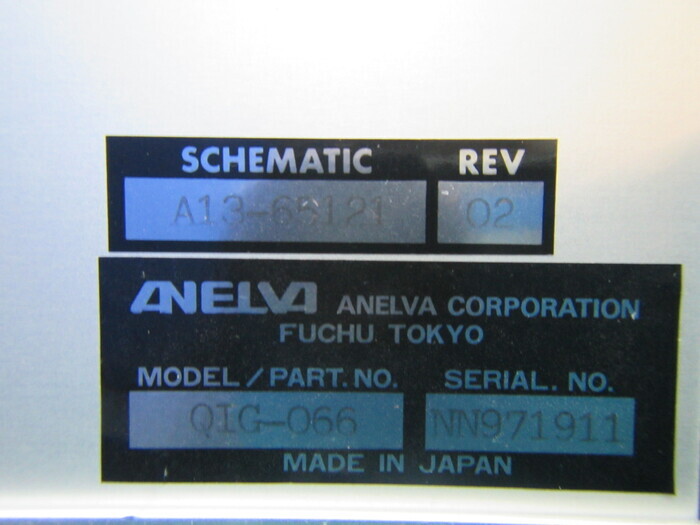 SCHEMATIC REV
A13-65121 02
ANELVA ANELVA CORPORATION
FUCHU TOKYO
MODEL/PART.NO. SERIAL. NO.
QIG-066 NN971911
MADE IN JAPAN